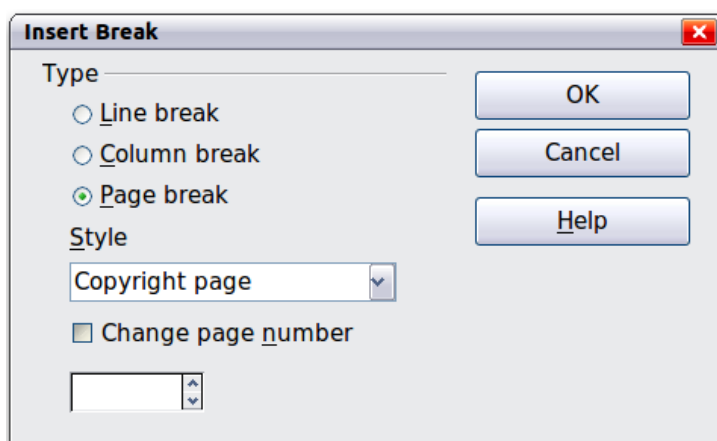 Insert Break
Type
Line break
Column break
Page break
Style
Copyright page
Change page number
OK
Cancel
Help